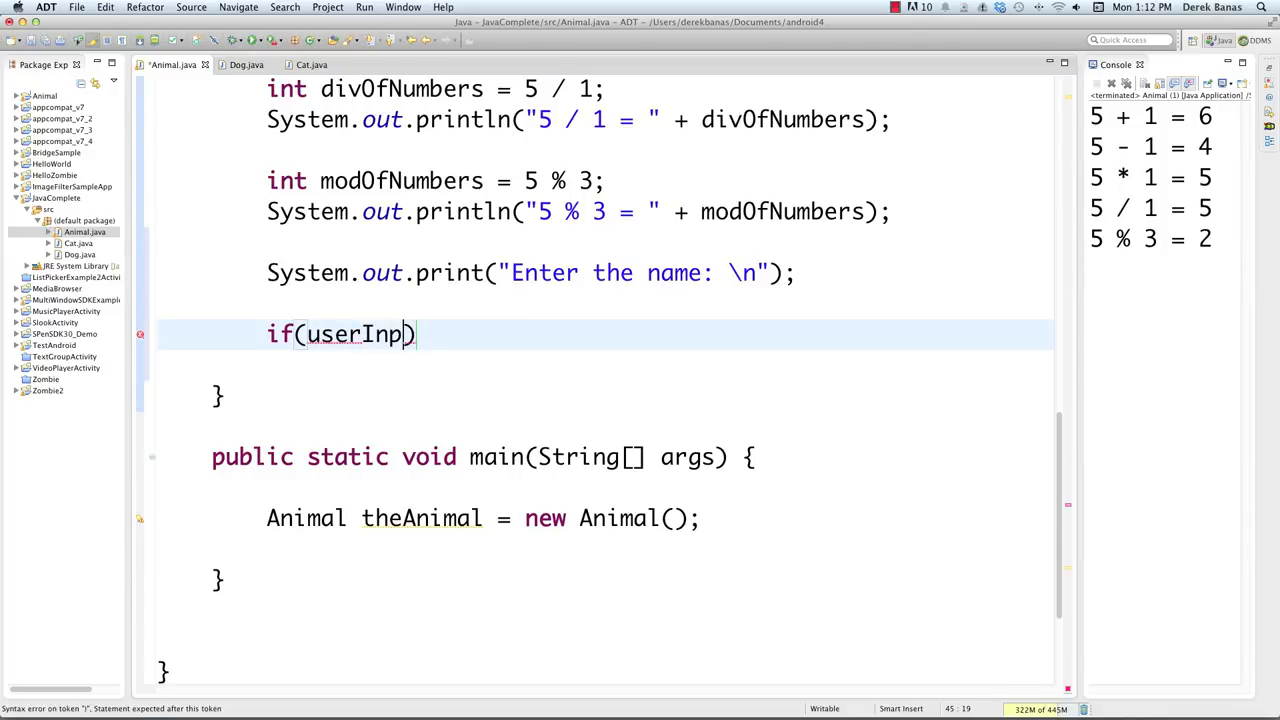 ADT File Edit Refactor Source Navigate Search Project Run Window Help 10 Mon 1:12 PM Derek Banas
Java – JavaComplete/src/Animal.java – ADT – /Users/derekbanas/Documents/android4
Quick Access Java DDMS
Package Exp *Animal.java Dog.java Cat.java Console
<terminated> Animal (1) [Java Application] /S
Animal
appcompat_v7
appcompat_v7_2
appcompat_v7_3
appcompat_v7_4
BridgeSample
HelloWorld
HelloZombie
ImageFilterSampleApp
JavaComplete
src
(default package)
Animal.java
Cat.java
Dog.java
JRE System Library [Ja
ListPickerExample2Activi
MediaBrowser
MultiWindowSDKExample
MusicPlayerActivity
SlookActivity
SPenSDK30_Demo
TestAndroid
TextGroupActivity
VideoPlayerActivity
Zombie
Zombie2
int divOfNumbers = 5 / 1;
System.out.println("5 / 1 = " + divOfNumbers);
int modOfNumbers = 5 % 3;
System.out.println("5 % 3 = " + modOfNumbers);
System.out.print("Enter the name: \n");
if(userInp)
}
public static void main(String[] args) {
Animal theAnimal = new Animal();
}
}
5 + 1 = 6
5 - 1 = 4
5 * 1 = 5
5 / 1 = 5
5 % 3 = 2
Syntax error on token ")", Statement expected after this token Writable Smart Insert 45 : 19 322M of 445M